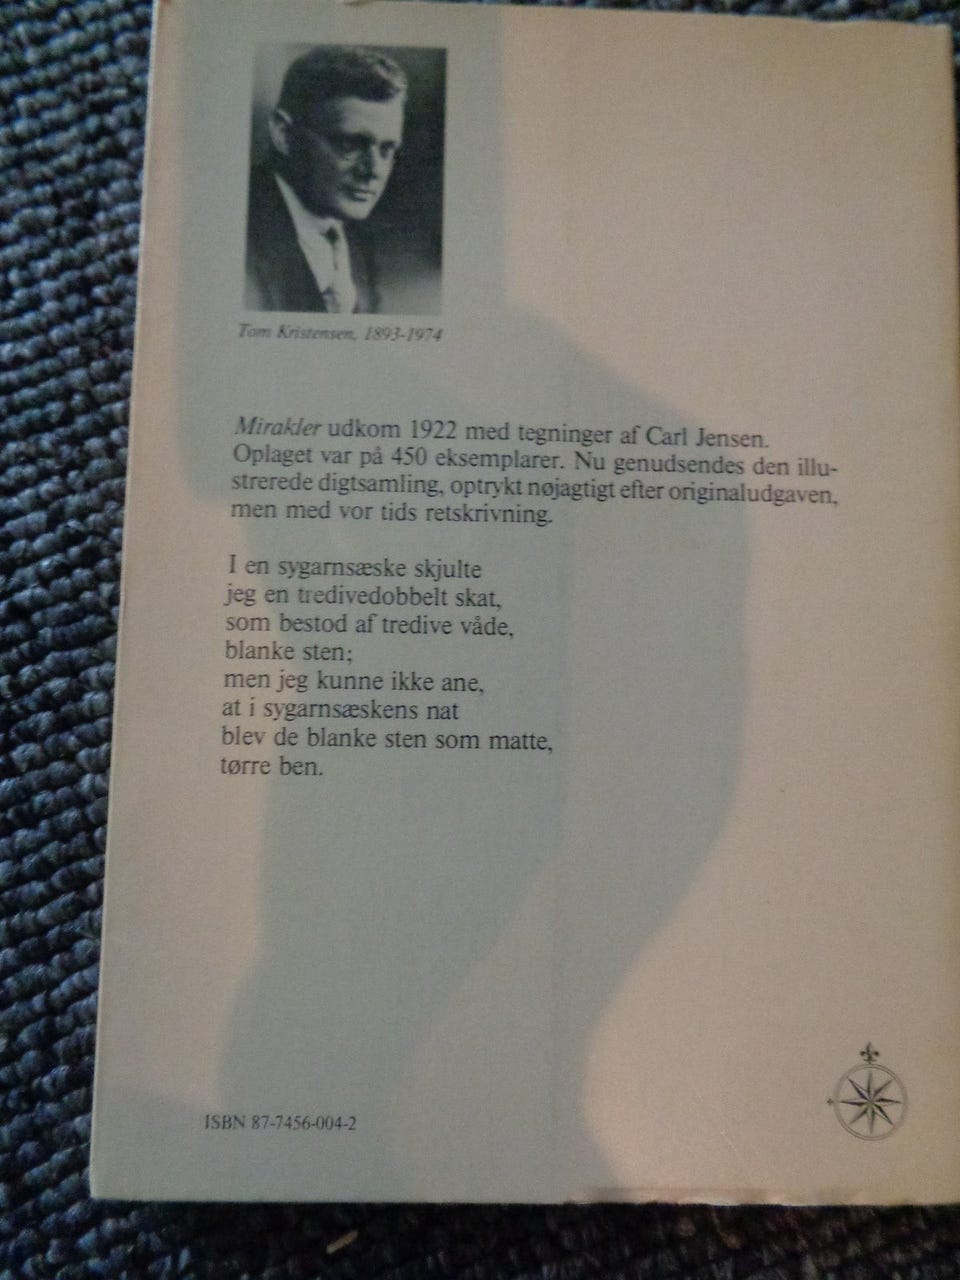 Tom Kristensen, 1893-1974
Mirakler udkom 1922 med tegninger af Carl Jensen.
Oplaget var på 450 eksemplarer. Nu genudsendes den illu-
strerede digtsamling, optrykt nøjagtigt efter originaludgaven,
men med vor tids retskrivning.
I en sygarnsæske skjulte
jeg en tredivedobbelt skat,
som bestod af tredive våde,
blanke sten;
men jeg kunne ikke ane,
at i sygarnsæskens nat
blev de blanke sten som matte,
tørre ben.
ISBN 87-7456-004-2